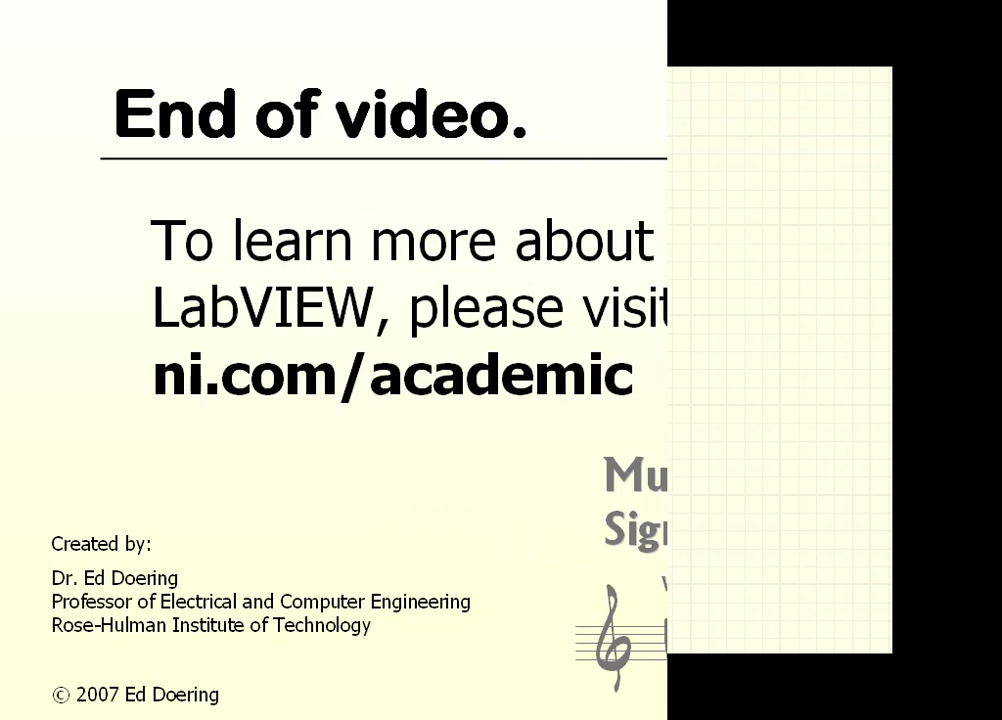 End of video.
To learn more about
LabVIEW, please visit
ni.com/academic
Created by:
Dr. Ed Doering
Professor of Electrical and Computer Engineering
Rose-Hulman Institute of Technology
© 2007 Ed Doering